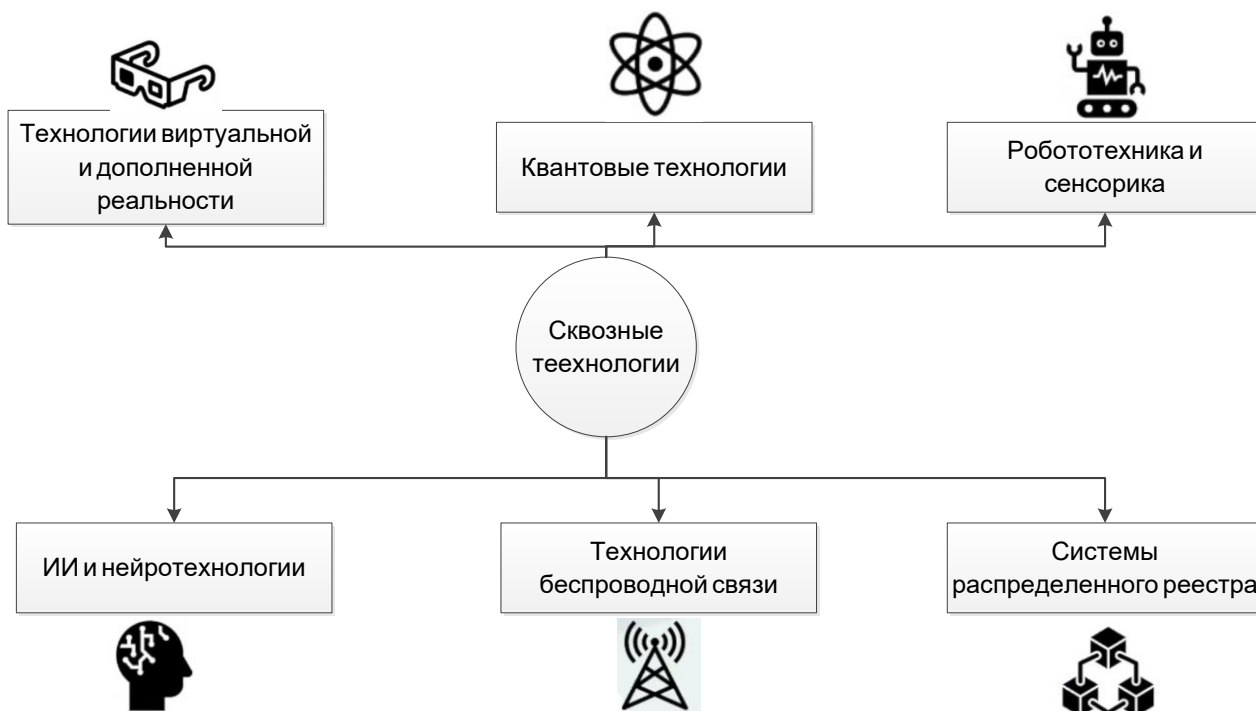 Технологии виртуальной
и дополненной
реальности
Квантовые технологии
Робототехника и
сенсорика
Сквозные
теехнологии
ИИ и нейротехнологии
Технологии
беспроводной связи
Системы
распределенного реестра